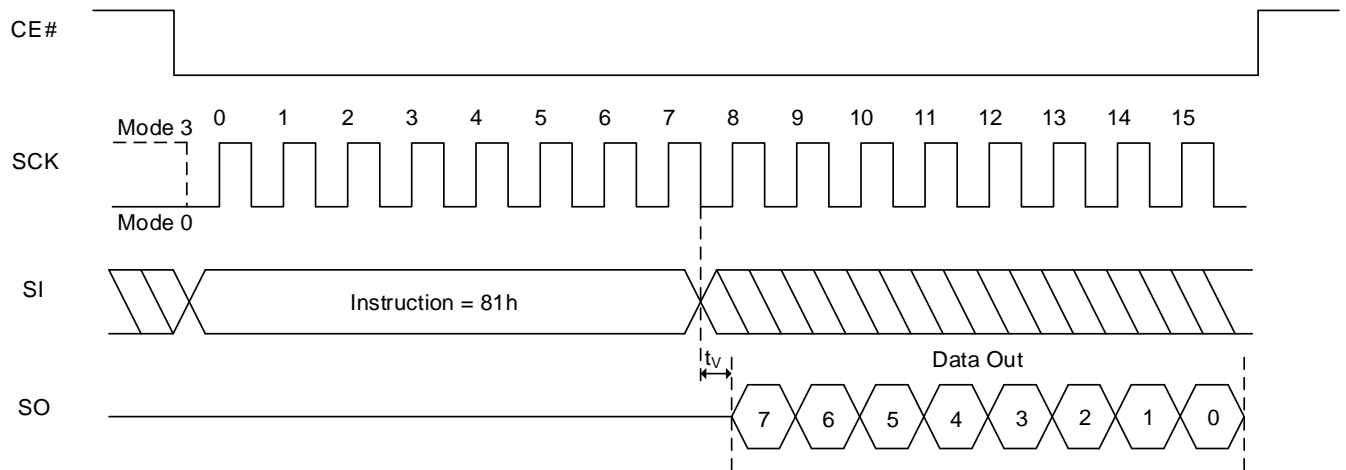 CE#
Mode 3
0 1 2 3 4 5 6 7 8 9 10 11 12 13 14 15
SCK
Mode 0
SI
Instruction = 81h
tV
Data Out
SO
7 6 5 4 3 2 1 0